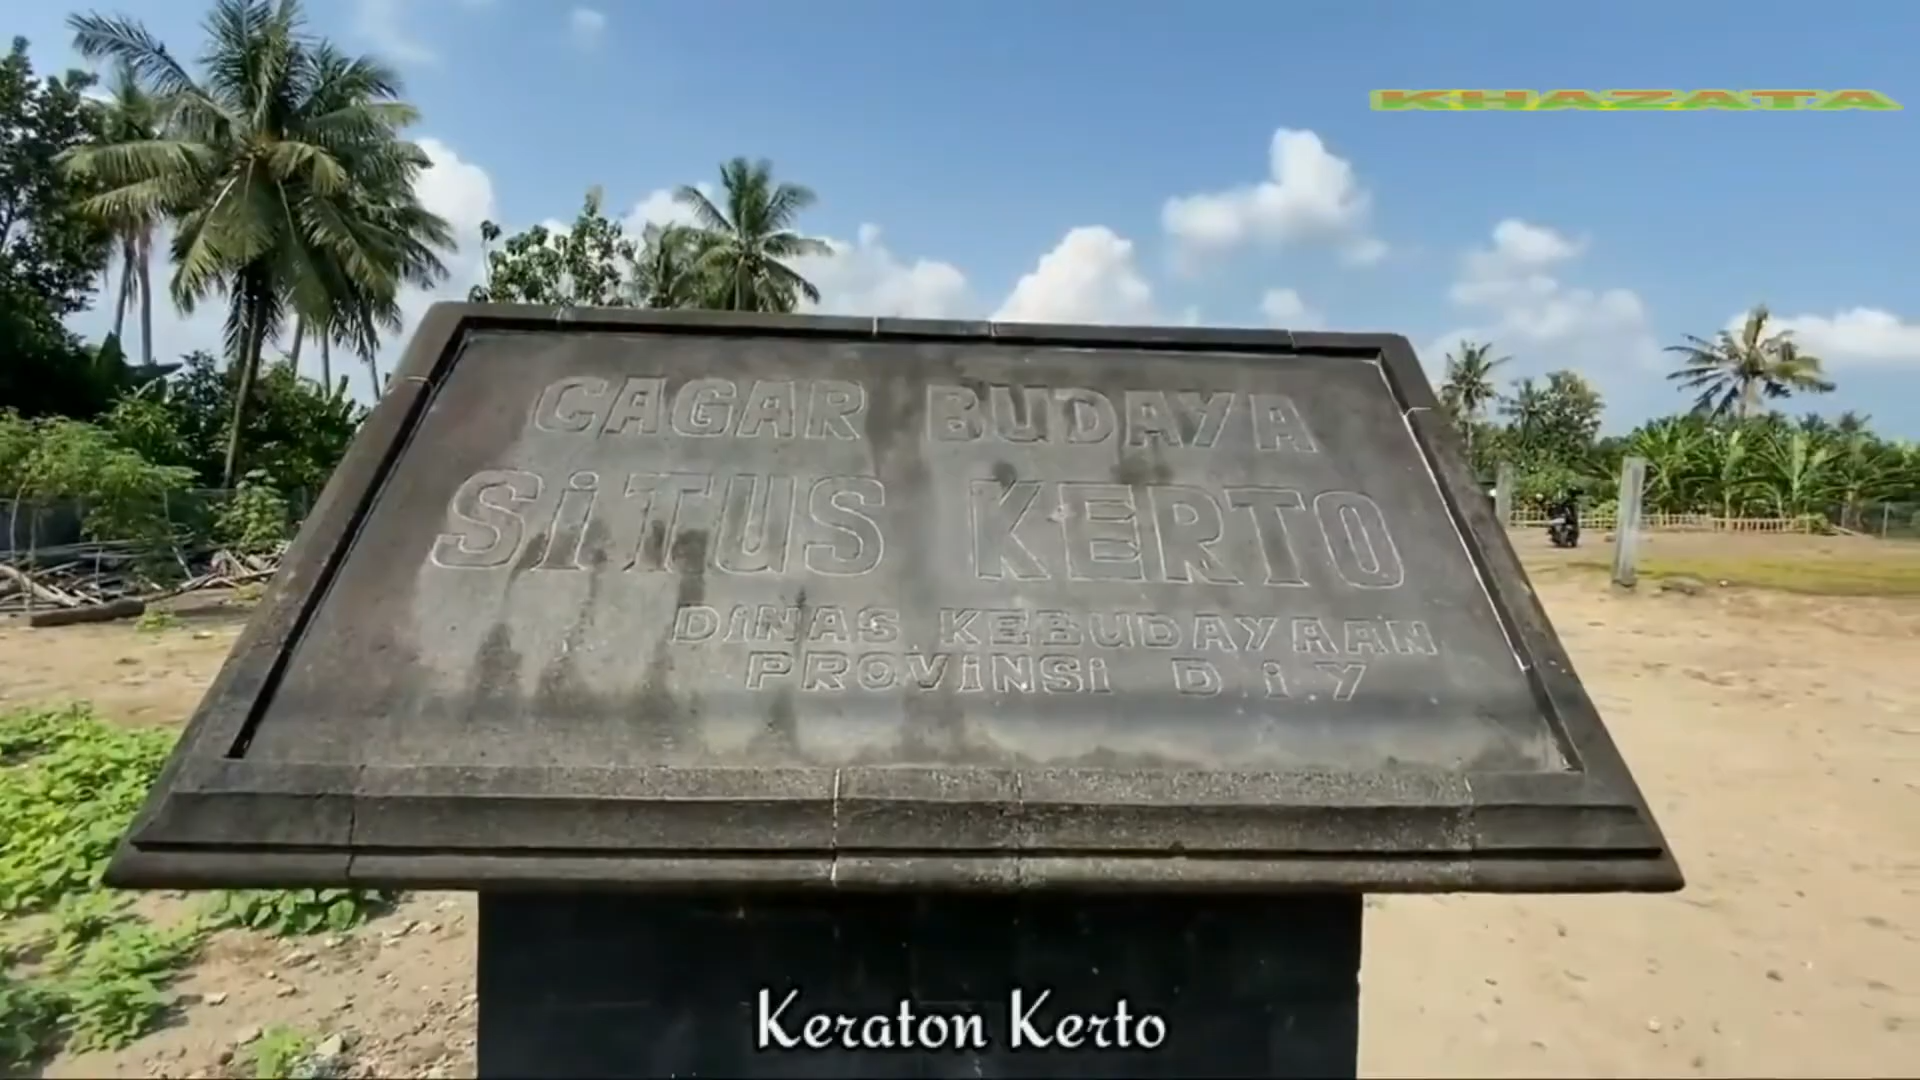 KHAZATA
CAGAR BUDAYA
SiTUS KERTO
DiNAS KEBUDAYAAN
PROViNSi D i Y
Keraton Kerto